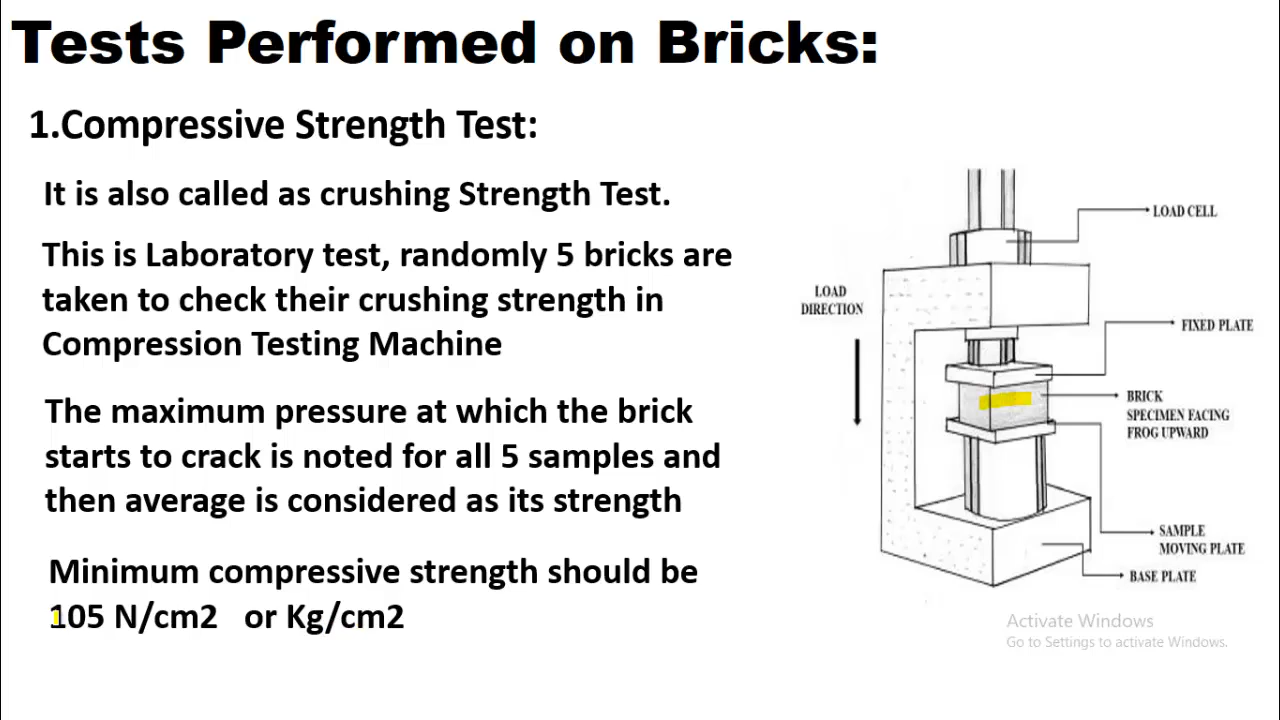 Tests Performed on Bricks:
1.Compressive Strength Test:
It is also called as crushing Strength Test.
This is Laboratory test, randomly 5 bricks are
taken to check their crushing strength in
Compression Testing Machine
The maximum pressure at which the brick
starts to crack is noted for all 5 samples and
then average is considered as its strength
Minimum compressive strength should be
105 N/cm2   or Kg/cm2
LOAD CELL
LOAD
DIRECTION
FIXED PLATE
BRICK
SPECIMEN FACING
FROG UPWARD
SAMPLE
MOVING PLATE
BASE PLATE
Activate Windows
Go to Settings to activate Windows.